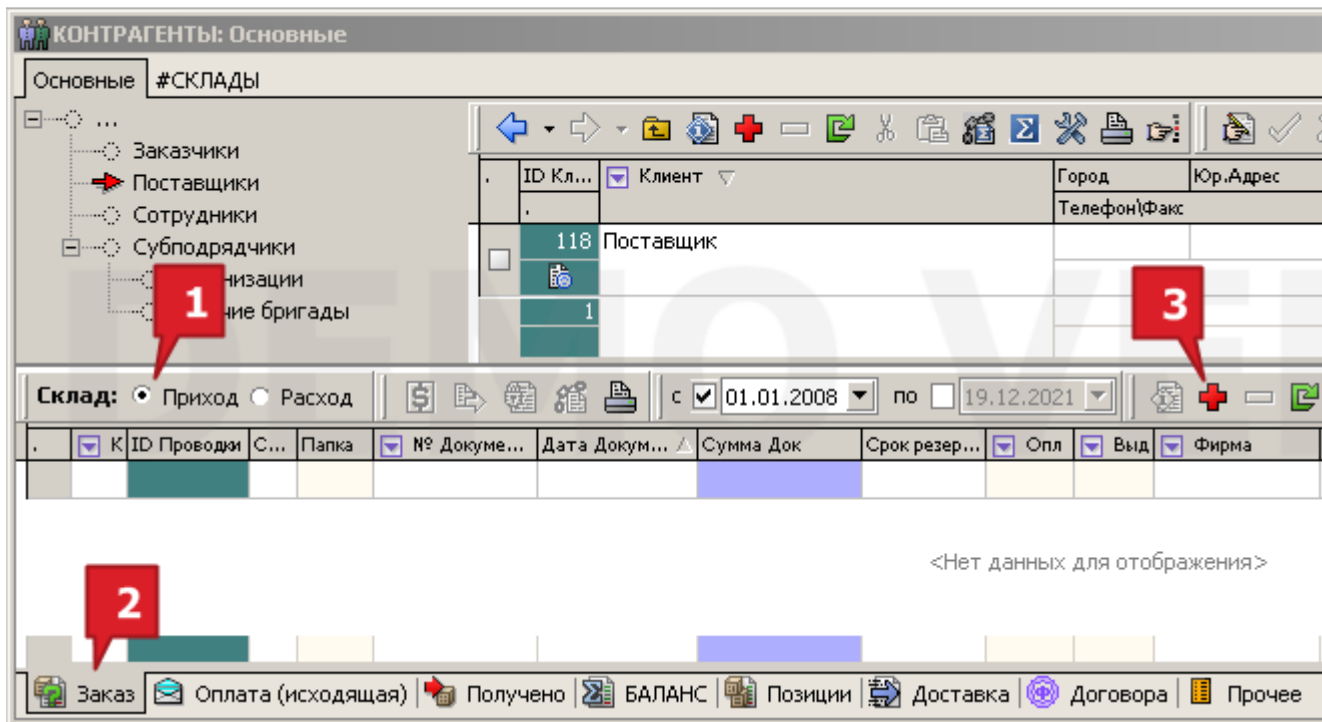 КОНТРАГЕНТЫ: Основные
Основные #СКЛАДЫ
...
Заказчики
Поставщики
Сотрудники
Субподрядчики
низации
ие бригады
. ID Кл... Клиент Город Юр.Адрес
. Телефон\Факс
118 Поставщик
1
1
3
DEMO VE
Склад: Приход Расход с 01.01.2008 по 19.12.2021
. К ID Проводки С... Папка № Докуме... Дата Докум... Сумма Док Срок резер... Опл Выд Фирма
<Нет данных для отображения>
2
Заказ Оплата (исходящая) Получено БАЛАНС Позиции Доставка Договора Прочее